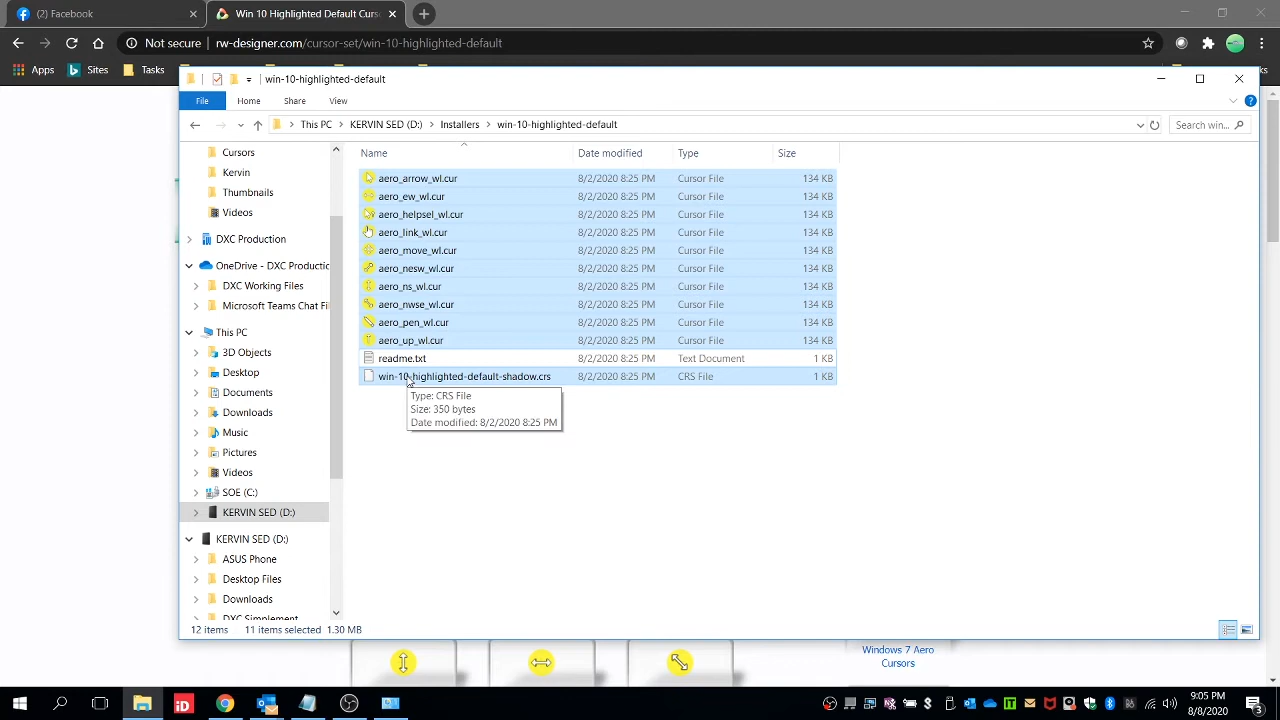 (2) Facebook
Win 10 Highlighted Default Curs
Not secure
rw-designer.com/cursor-set/win-10-highlighted-default
Apps
Sites
Tasks
win-10-highlighted-default
File
Home
Share
View
This PC > KERVIN SED (D:) > Installers > win-10-highlighted-default
Search win...
Name
Date modified
Type
Size
aero_arrow_wl.cur 8/2/2020 8:25 PM Cursor File 134 KB
aero_ew_wl.cur 8/2/2020 8:25 PM Cursor File 134 KB
aero_helpsel_wl.cur 8/2/2020 8:25 PM Cursor File 134 KB
aero_link_wl.cur 8/2/2020 8:25 PM Cursor File 134 KB
aero_move_wl.cur 8/2/2020 8:25 PM Cursor File 134 KB
aero_nesw_wl.cur 8/2/2020 8:25 PM Cursor File 134 KB
aero_ns_wl.cur 8/2/2020 8:25 PM Cursor File 134 KB
aero_nwse_wl.cur 8/2/2020 8:25 PM Cursor File 134 KB
aero_pen_wl.cur 8/2/2020 8:25 PM Cursor File 134 KB
aero_up_wl.cur 8/2/2020 8:25 PM Cursor File 134 KB
readme.txt 8/2/2020 8:25 PM Text Document 1 KB
win-10-highlighted-default-shadow.crs 8/2/2020 8:25 PM CRS File 1 KB
Type: CRS File
Size: 350 bytes
Date modified: 8/2/2020 8:25 PM
Cursors
Kervin
Thumbnails
Videos
DXC Production
OneDrive - DXC Productic
DXC Working Files
Microsoft Teams Chat Fi
This PC
3D Objects
Desktop
Documents
Downloads
Music
Pictures
Videos
SOE (C:)
KERVIN SED (D:)
KERVIN SED (D:)
ASUS Phone
Desktop Files
Downloads
DXC Simplement
12 items
11 items selected 1.30 MB
Windows 7 Aero
Cursors
iD
9:05 PM
8/8/2020
3